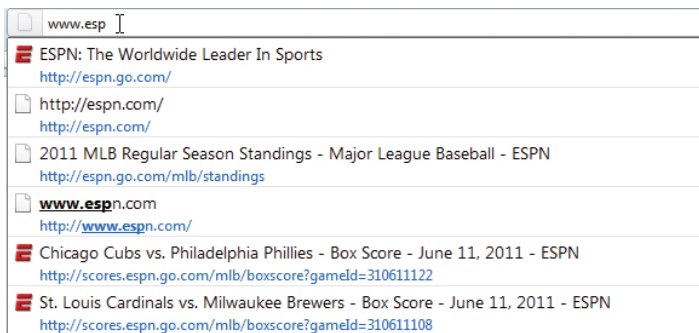 www.esp
ESPN: The Worldwide Leader In Sports
http://espn.go.com/
http://espn.com/
http://espn.com/
2011 MLB Regular Season Standings - Major League Baseball - ESPN
http://espn.go.com/mlb/standings
www.espn.com
http://www.espn.com/
Chicago Cubs vs. Philadelphia Phillies - Box Score - June 11, 2011 - ESPN
http://scores.espn.go.com/mlb/boxscore?gameId=310611122
St. Louis Cardinals vs. Milwaukee Brewers - Box Score - June 11, 2011 - ESPN
http://scores.espn.go.com/mlb/boxscore?gameId=310611108